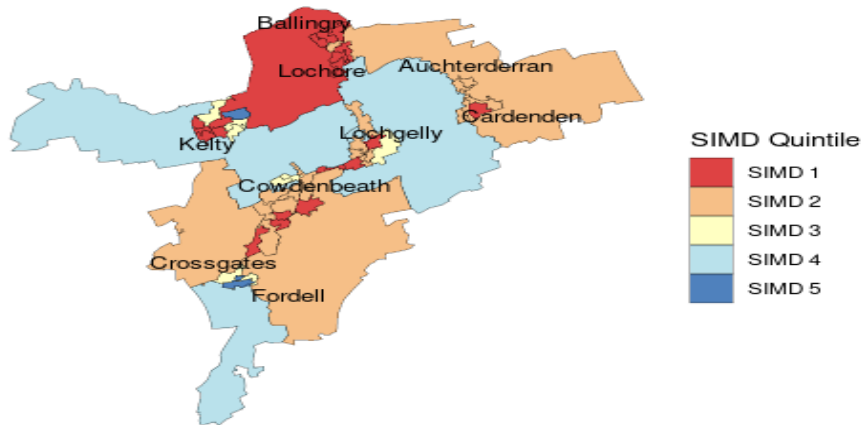 Ballingry
Lochore
Auchterderran
Cardenden
Kelty
Lochgelly
Cowdenbeath
Crossgates
Fordell
SIMD Quintile
SIMD 1
SIMD 2
SIMD 3
SIMD 4
SIMD 5